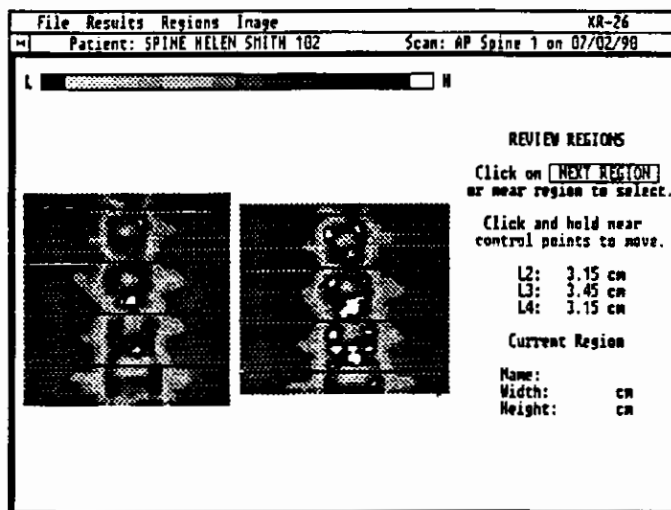 File Results Regions Image XR-26
Patient: SPINE HELEN SMITH 102 Scan: AP Spine 1 on 07/02/90
L H
REVIEW REGIONS
Click on NEXT REGION
or near region to select.
Click and hold near
control points to move.
L2: 3.15 cm
L3: 3.45 cm
L4: 3.15 cm
Current Region
Name:
Width: cm
Height: cm